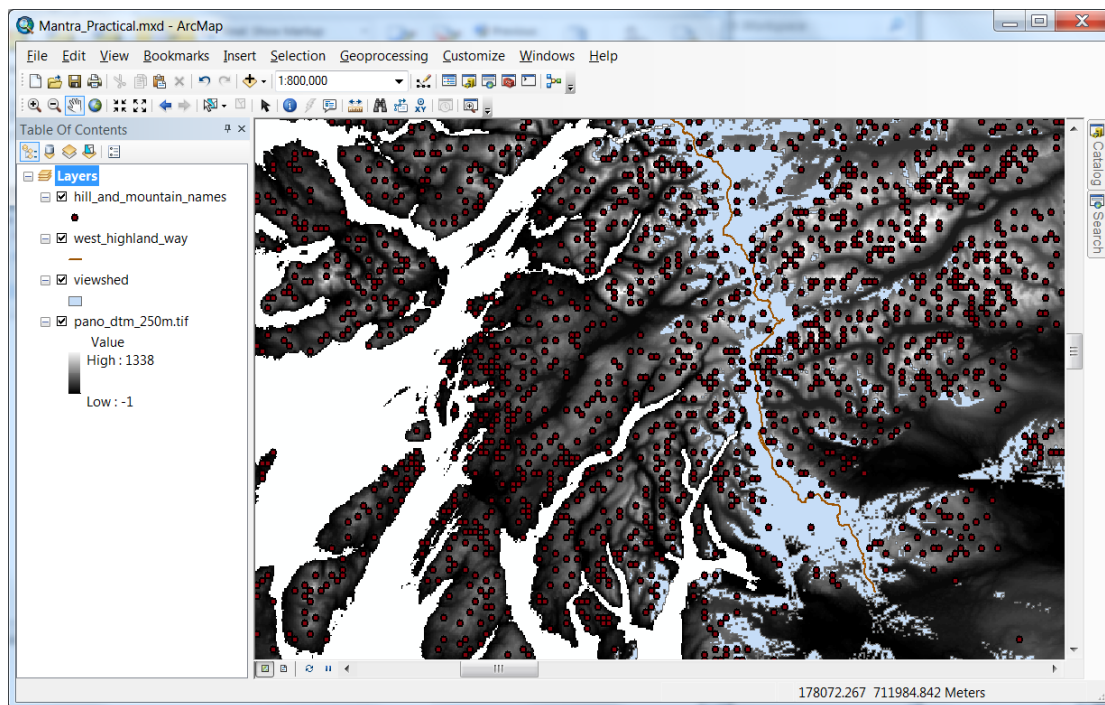 Mantra_Practical.mxd - ArcMap
File Edit View Bookmarks Insert Selection Geoprocessing Customize Windows Help
1:800,000
Table Of Contents
Layers
hill_and_mountain_names
west_highland_way
viewshed
pano_dtm_250m.tif
Value
High : 1338
Low : -1
Catalog
Search
178072.267 711984.842 Meters